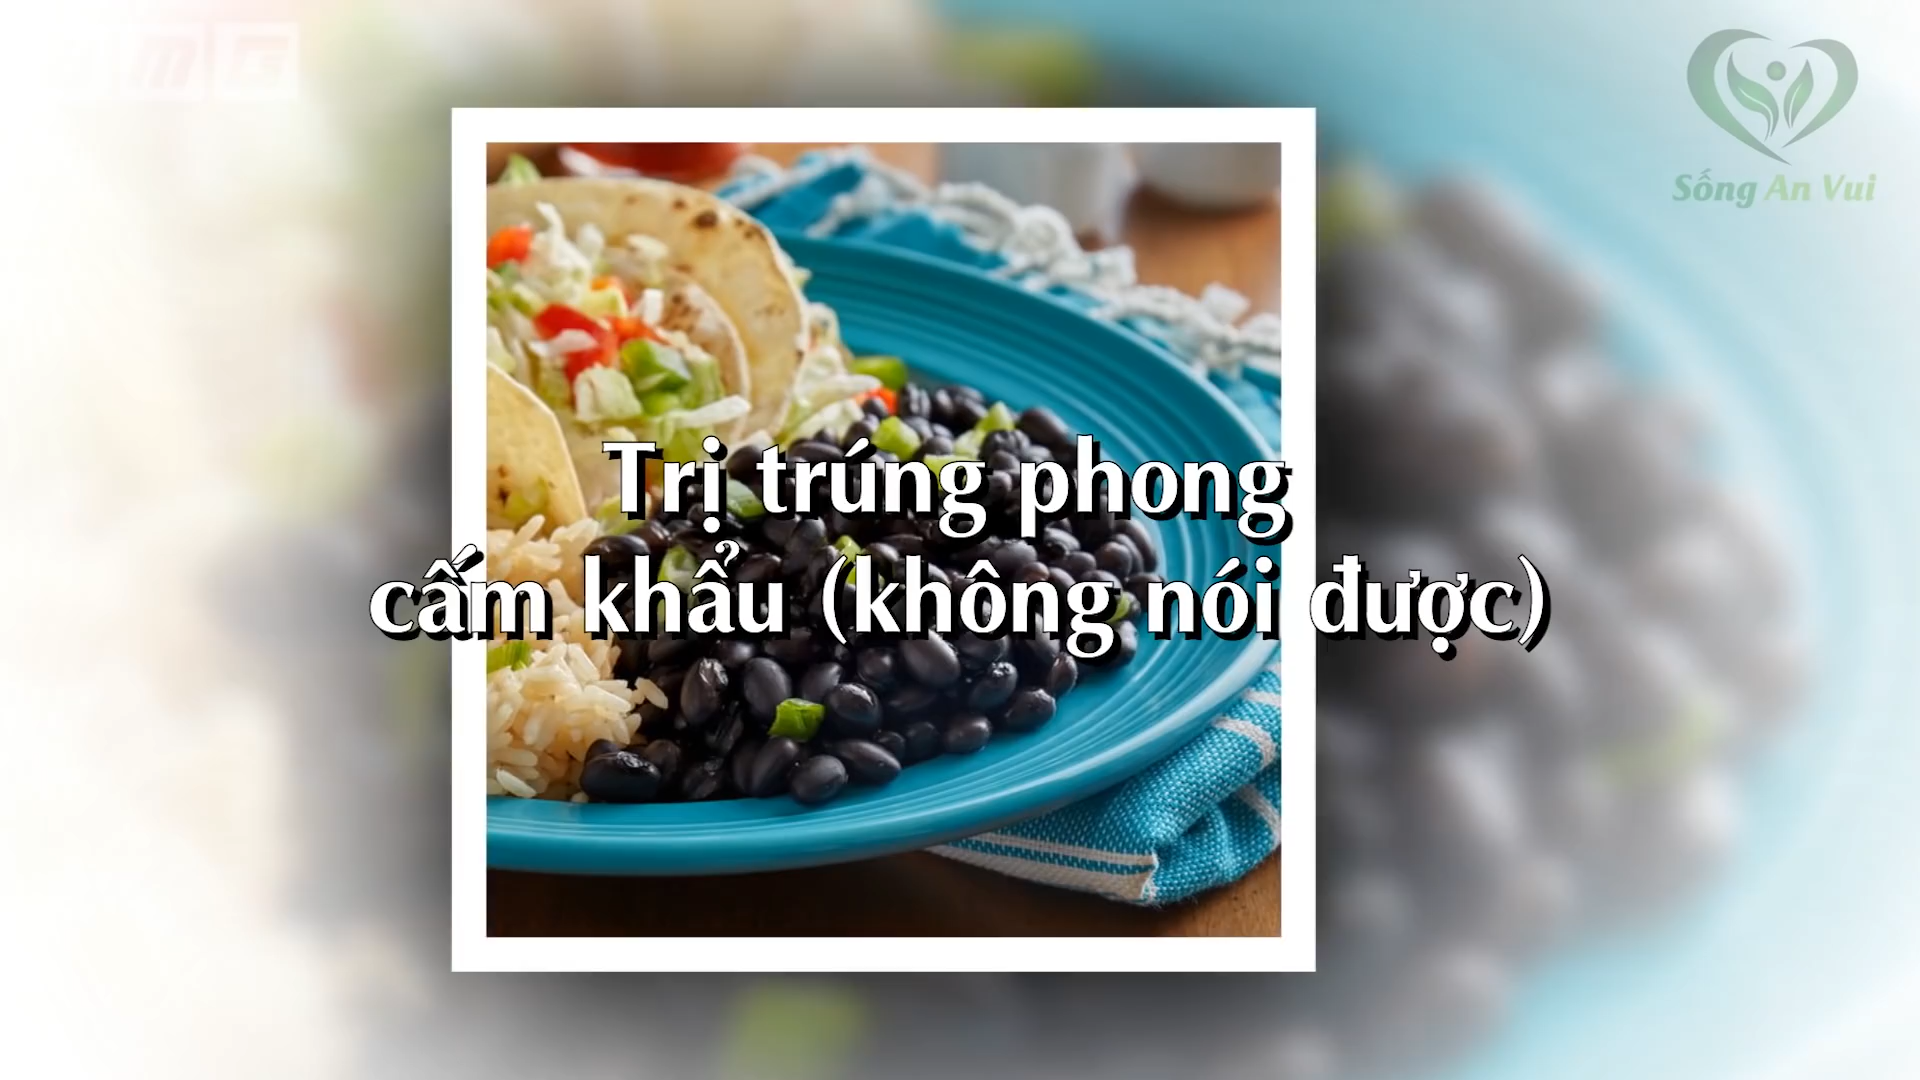 Sống An Vui
Trị trúng phong
cấm khẩu (không nói được)